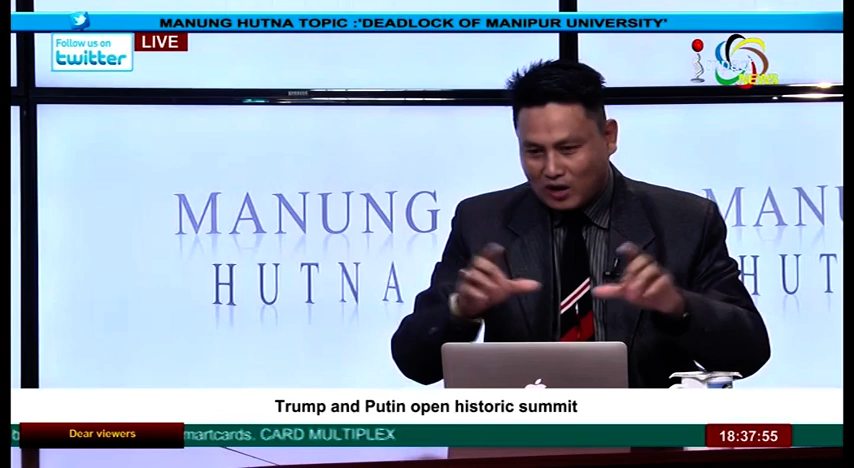 MANUNG HUTNA TOPIC :'DEADLOCK OF MANIPUR UNIVERSITY'
Follow us on
twitter
LIVE
NEWS
MANUNG
HUTNA
MANU
HUT
Trump and Putin open historic summit
Dear viewers
martcards. CARD MULTIPLEX
18:37:55